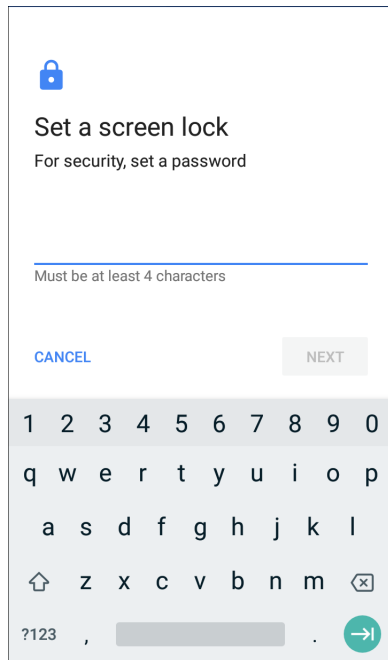 Set a screen lock
For security, set a password
Must be at least 4 characters
CANCEL NEXT
1 2 3 4 5 6 7 8 9 0
q w e r t y u i o p
a s d f g h j k l
z x c v b n m
?123 , .